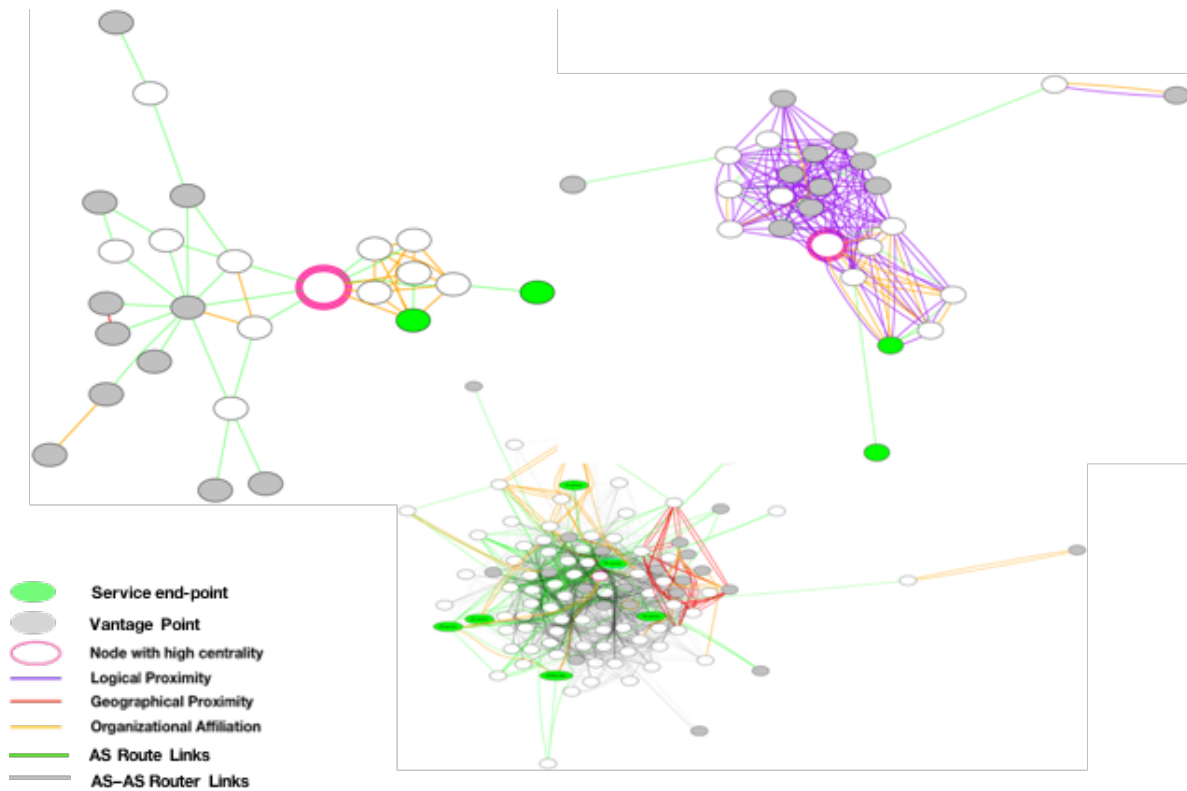 Service end-point
Vantage Point
Node with high centrality
Logical Proximity
Geographical Proximity
Organizational Affiliation
AS Route Links
AS–AS Router Links